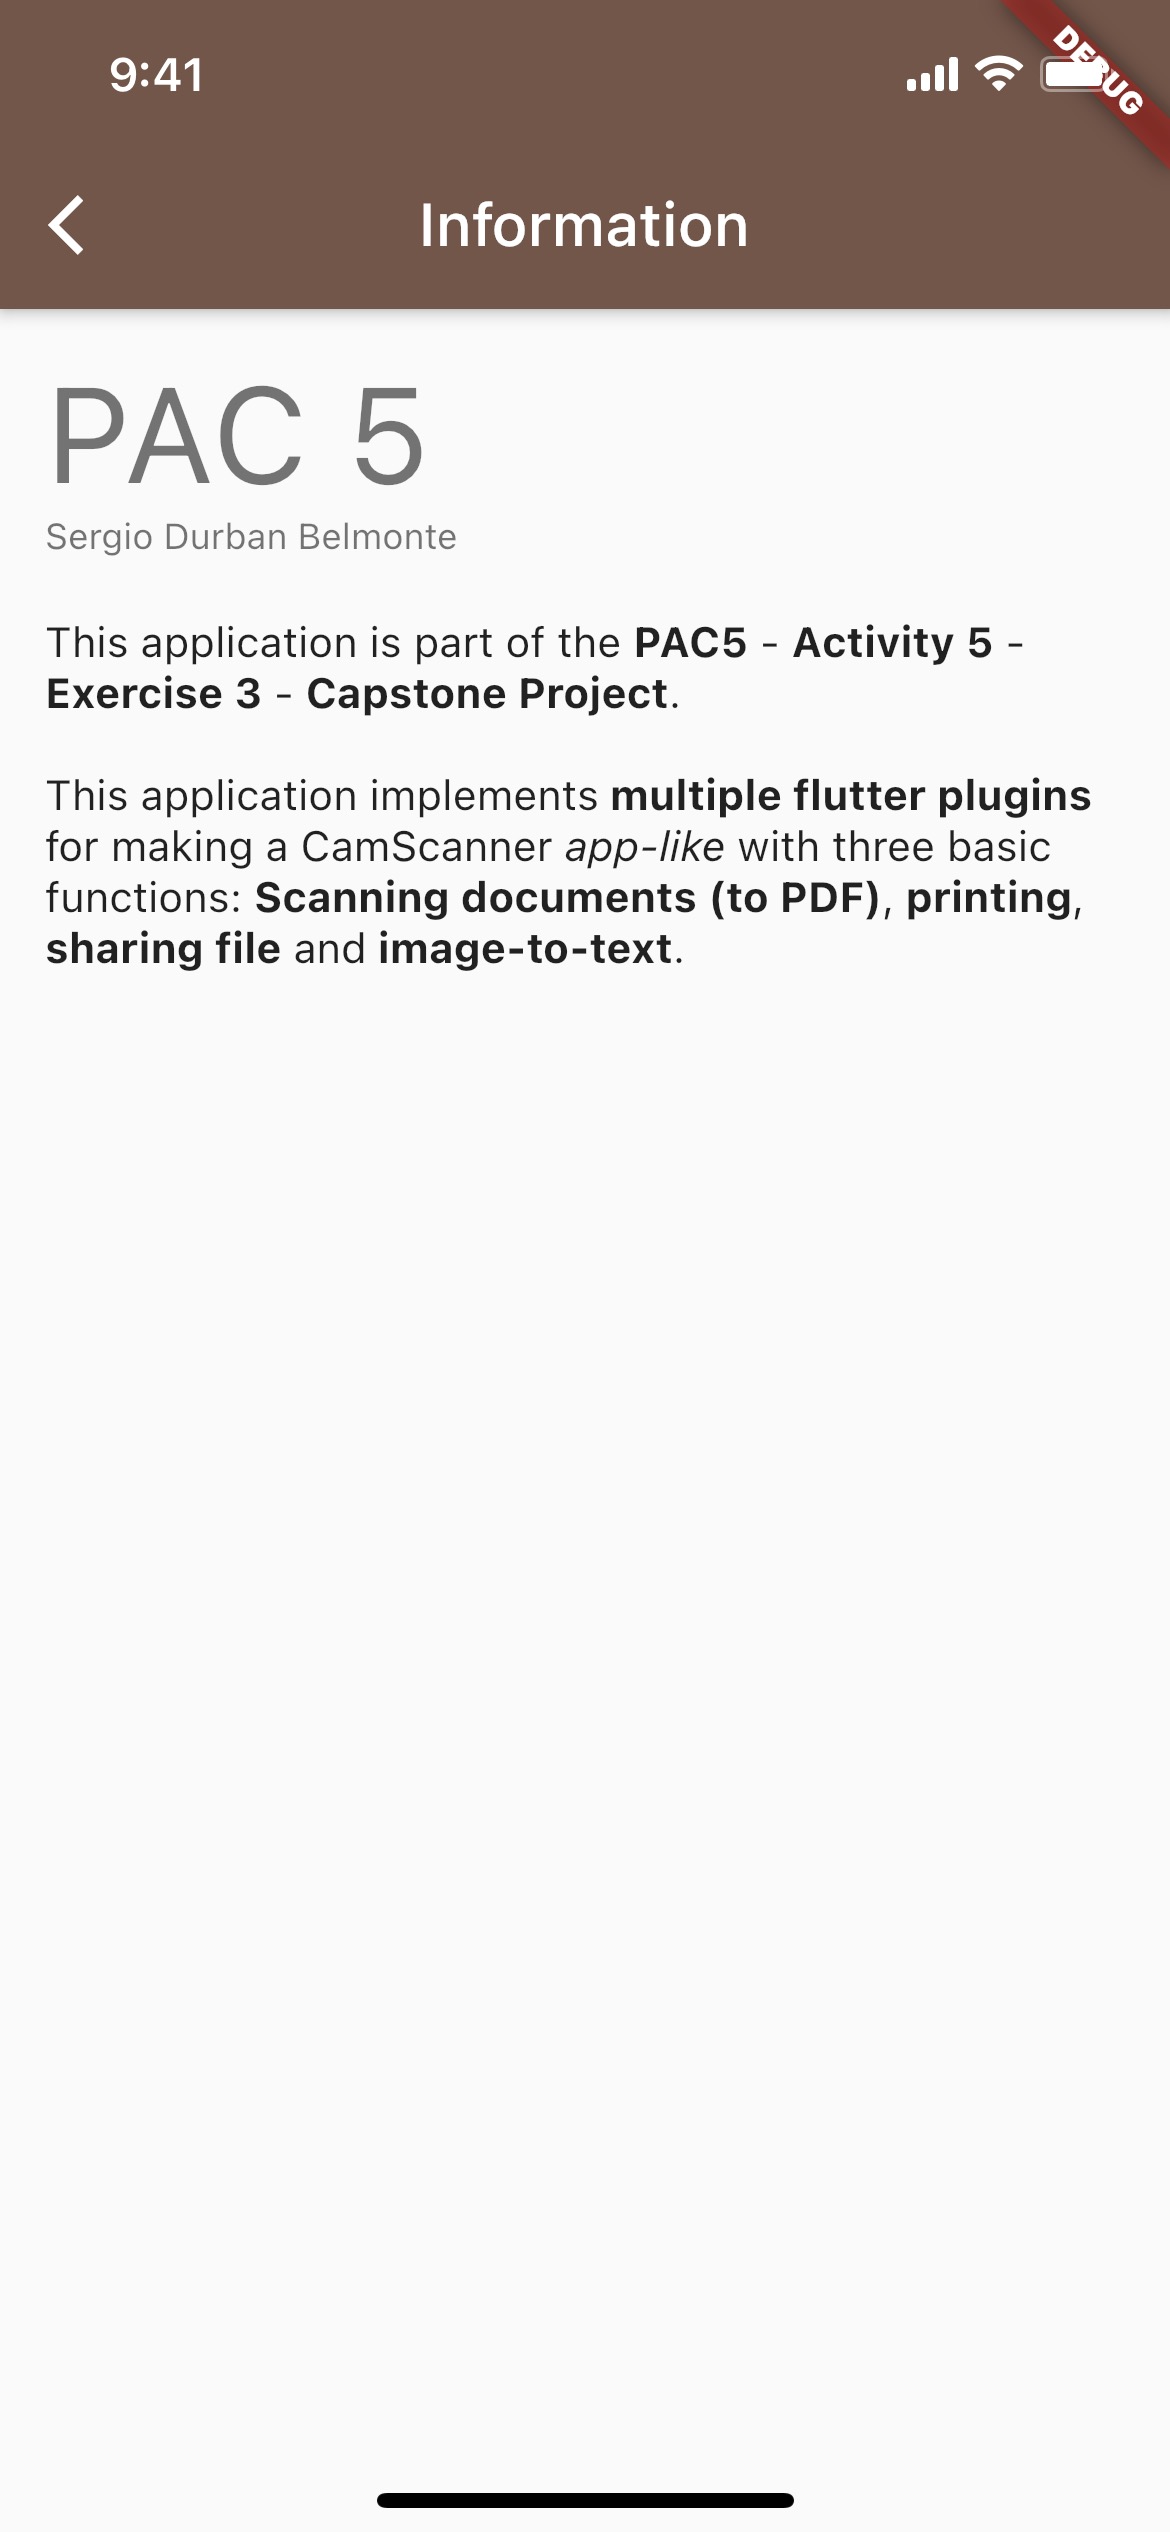 9:41
DEBUG
Information
PAC 5
Sergio Durban Belmonte
This application is part of the PAC5 - Activity 5 -
Exercise 3 - Capstone Project.
This application implements multiple flutter plugins
for making a CamScanner app-like with three basic
functions: Scanning documents (to PDF), printing,
sharing file and image-to-text.